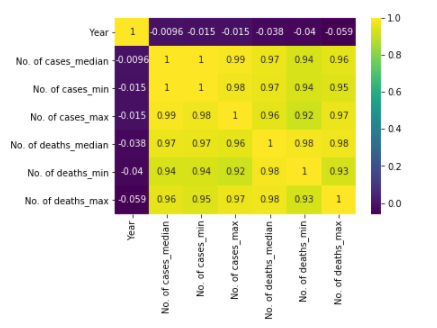 Year 1 -0.0096 -0.015 -0.015 -0.038 -0.04 -0.059
No. of cases_median -0.0096 1 1 0.99 0.97 0.94 0.96
No. of cases_min -0.015 1 1 0.98 0.97 0.94 0.95
No. of cases_max -0.015 0.99 0.98 1 0.96 0.92 0.97
No. of deaths_median -0.038 0.97 0.97 0.96 1 0.98 0.98
No. of deaths_min -0.04 0.94 0.94 0.92 0.98 1 0.93
No. of deaths_max -0.059 0.96 0.95 0.97 0.98 0.93 1
Year
No. of cases_median
No. of cases_min
No. of cases_max
No. of deaths_median
No. of deaths_min
No. of deaths_max
1.0
0.8
0.6
0.4
0.2
0.0